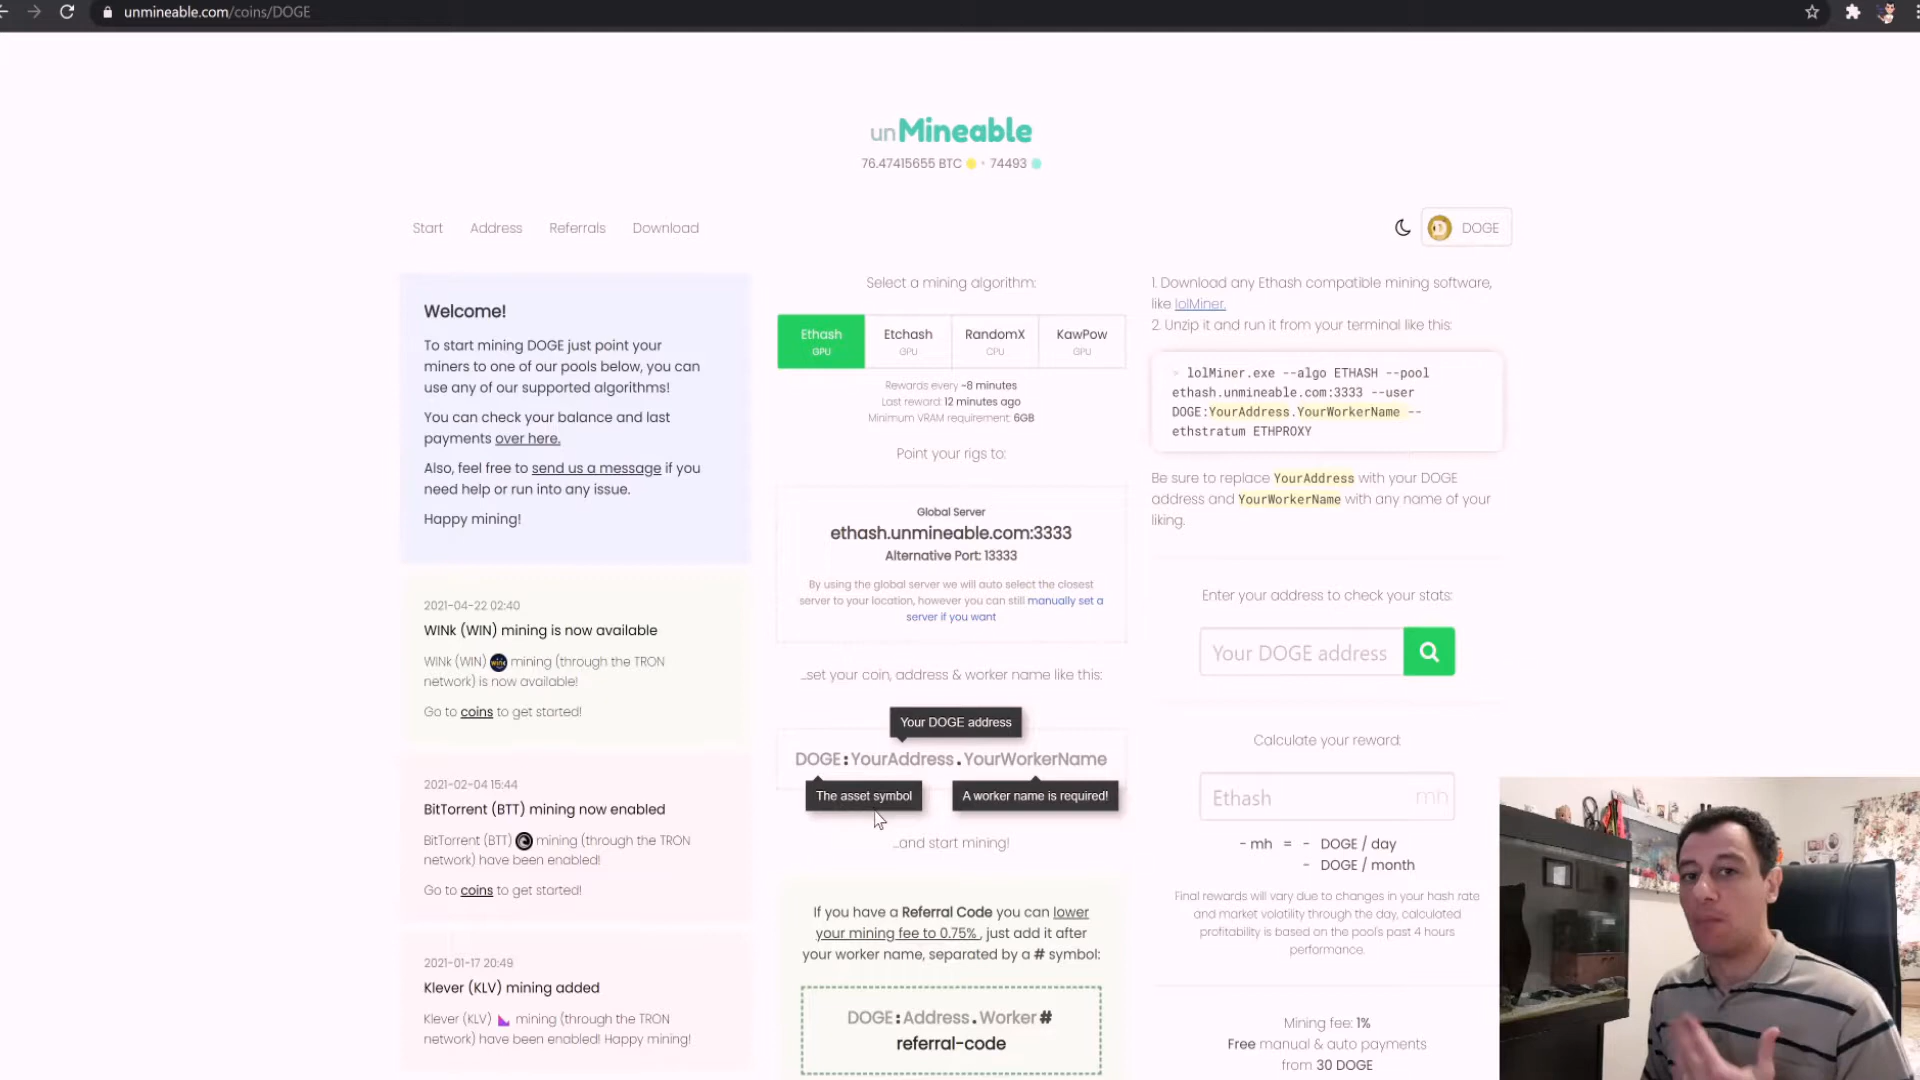 unmineable.com/coins/DOGE
unMineable
76.47415655 BTC • 74493
Start Address Referrals Download
DOGE
Welcome!
To start mining DOGE just point your
miners to one of our pools below, you can
use any of our supported algorithms!
You can check your balance and last
payments over here.
Also, feel free to send us a message if you
need help or run into any issue.
Happy mining!
2021-04-22 02:40
WINk (WIN) mining is now available
WINk (WIN) mining (through the TRON
network) is now available!
Go to coins to get started!
2021-02-04 15:44
BitTorrent (BTT) mining now enabled
BitTorrent (BTT) mining (through the TRON
network) have been enabled!
Go to coins to get started!
2021-01-17 20:49
Klever (KLV) mining added
Klever (KLV) mining (through the TRON
network) have been enabled! Happy mining!
Select a mining algorithm:
Ethash Etchash RandomX KawPow
GPU GPU CPU GPU
Rewards every ~8 minutes
Last reward: 12 minutes ago
Minimum VRAM requirement: 6GB
Point your rigs to:
Global Server
ethash.unmineable.com:3333
Alternative Port: 13333
By using the global server we will auto select the closest
server to your location, however you can still manually set a
server if you want
...set your coin, address & worker name like this:
Your DOGE address
DOGE:YourAddress.YourWorkerName
The asset symbol A worker name is required!
...and start mining!
If you have a Referral Code you can lower
your mining fee to 0.75% , just add it after
your worker name, separated by a # symbol:
DOGE:Address.Worker#
referral-code
1. Download any Ethash compatible mining software,
like lolMiner.
2. Unzip it and run it from your terminal like this:
> lolMiner.exe --algo ETHASH --pool
ethash.unmineable.com:3333 --user
DOGE:YourAddress.YourWorkerName --
ethstratum ETHPROXY
Be sure to replace YourAddress with your DOGE
address and YourWorkerName with any name of your
liking.
Enter your address to check your stats:
Your DOGE address
Calculate your reward:
Ethash mh
- mh = - DOGE / day
- DOGE / month
Final rewards will vary due to changes in your hash rate
and market volatility through the day, calculated
profitability is based on the pool's past 4 hours
performance.
Mining fee: 1%
Free manual & auto payments
from 30 DOGE